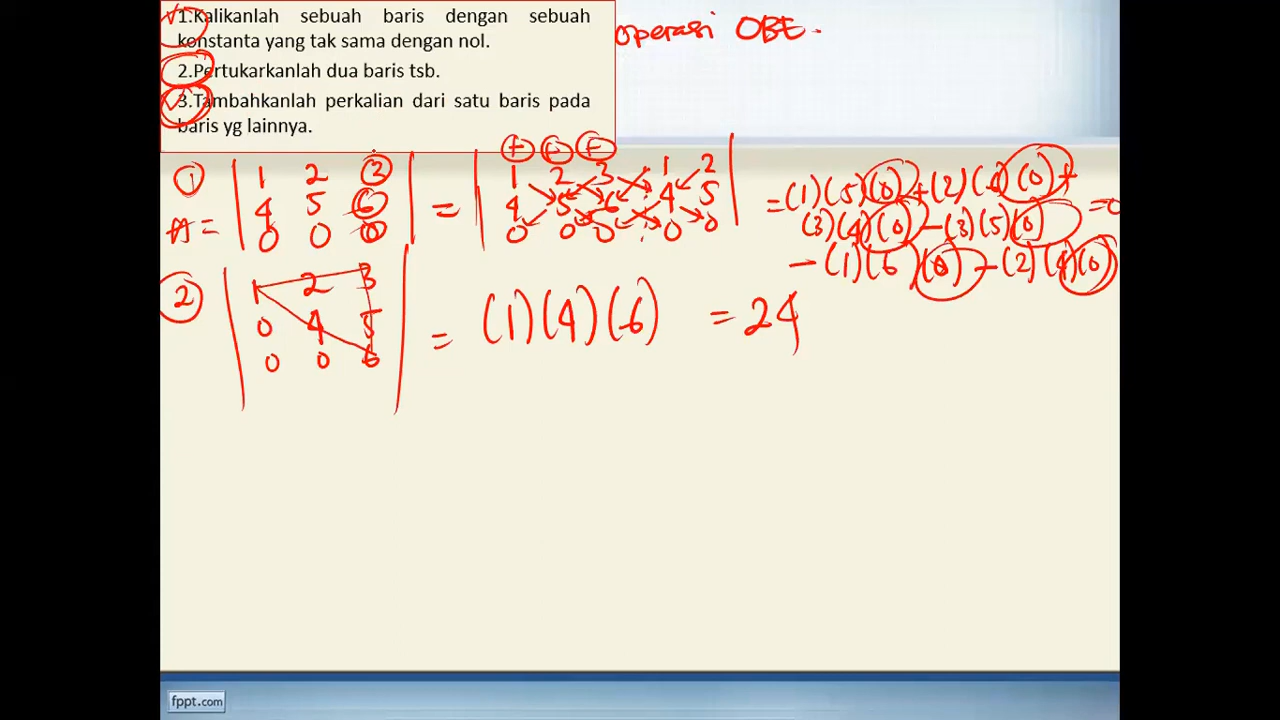 1.Kalikanlah sebuah baris dengan sebuah
konstanta yang tak sama dengan nol.
operasi OBE.
2.Pertukarkanlah dua baris tsb.
3.Tambahkanlah perkalian dari satu baris pada
baris yg lainnya.
+ + +
① | 1 2 3 | = | 1 2 3 1 2 | = (1)(5)(0) + (2)(6)(0) +
A = | 4 5 6 | | 4 5 6 4 5 | (3)(4)(0) - (3)(5)(0) = 0
| 0 0 0 | | 0 0 0 0 0 | - (1)(6)(0) - (2)(4)(0)
② | 1 2 3 |
| 0 4 5 | = (1)(4)(6) = 24
| 0 0 6 |
fppt.com